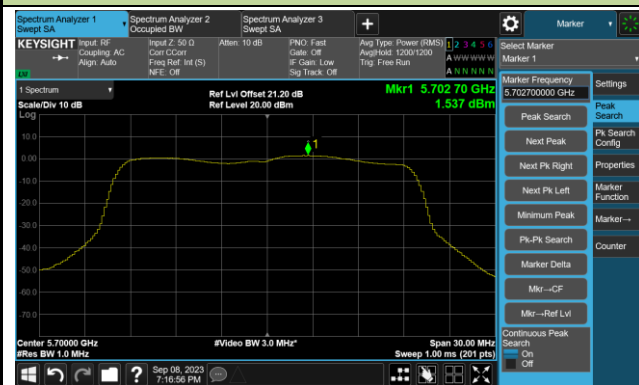 Spectrum Analyzer 1
Swept SA
Spectrum Analyzer 2
Occupied BW
Spectrum Analyzer 3
Swept SA
+
Marker
KEYSIGHT
Input: RF
Coupling: AC
Align: Auto
Input Z: 50 Ω
Corr CCorr
Freq Ref: Int (S)
NFE: Off
Atten: 10 dB
PNO: Fast
Gate: Off
IF Gain: Low
Sig Track: Off
Avg Type: Power (RMS)
Avg|Hold: 1200/1200
Trig: Free Run
1 2 3 4 5 6
A W W W W W
A N N N N N
Select Marker
Marker 1
1 Spectrum
Scale/Div 10 dB
Log
Ref Lvl Offset 21.20 dB
Ref Level 20.00 dBm
Mkr1 5.702 70 GHz
1.537 dBm
1
10.0
0.00
-10.0
-20.0
-30.0
-40.0
-50.0
-60.0
-70.0
Center 5.70000 GHz
#Res BW 1.0 MHz
#Video BW 3.0 MHz*
Span 30.00 MHz
Sweep 1.00 ms (201 pts)
Marker Frequency
5.702700000 GHz
Peak Search
Next Peak
Next Pk Right
Next Pk Left
Minimum Peak
Pk-Pk Search
Marker Delta
Mkr→CF
Mkr→Ref Lvl
Continuous Peak
Search
On
Off
Settings
Peak
Search
Pk Search
Config
Properties
Marker
Function
Marker→
Counter
?
Sep 08, 2023
7:16:56 PM